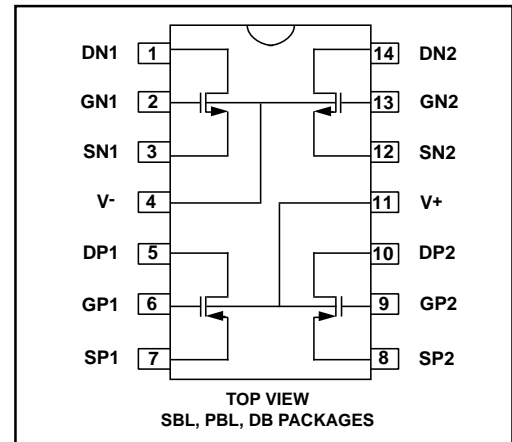 DN1 1 14 DN2
GN1 2 13 GN2
SN1 3 12 SN2
V- 4 11 V+
DP1 5 10 DP2
GP1 6 9 GP2
SP1 7 8 SP2
TOP VIEW
SBL, PBL, DB PACKAGES